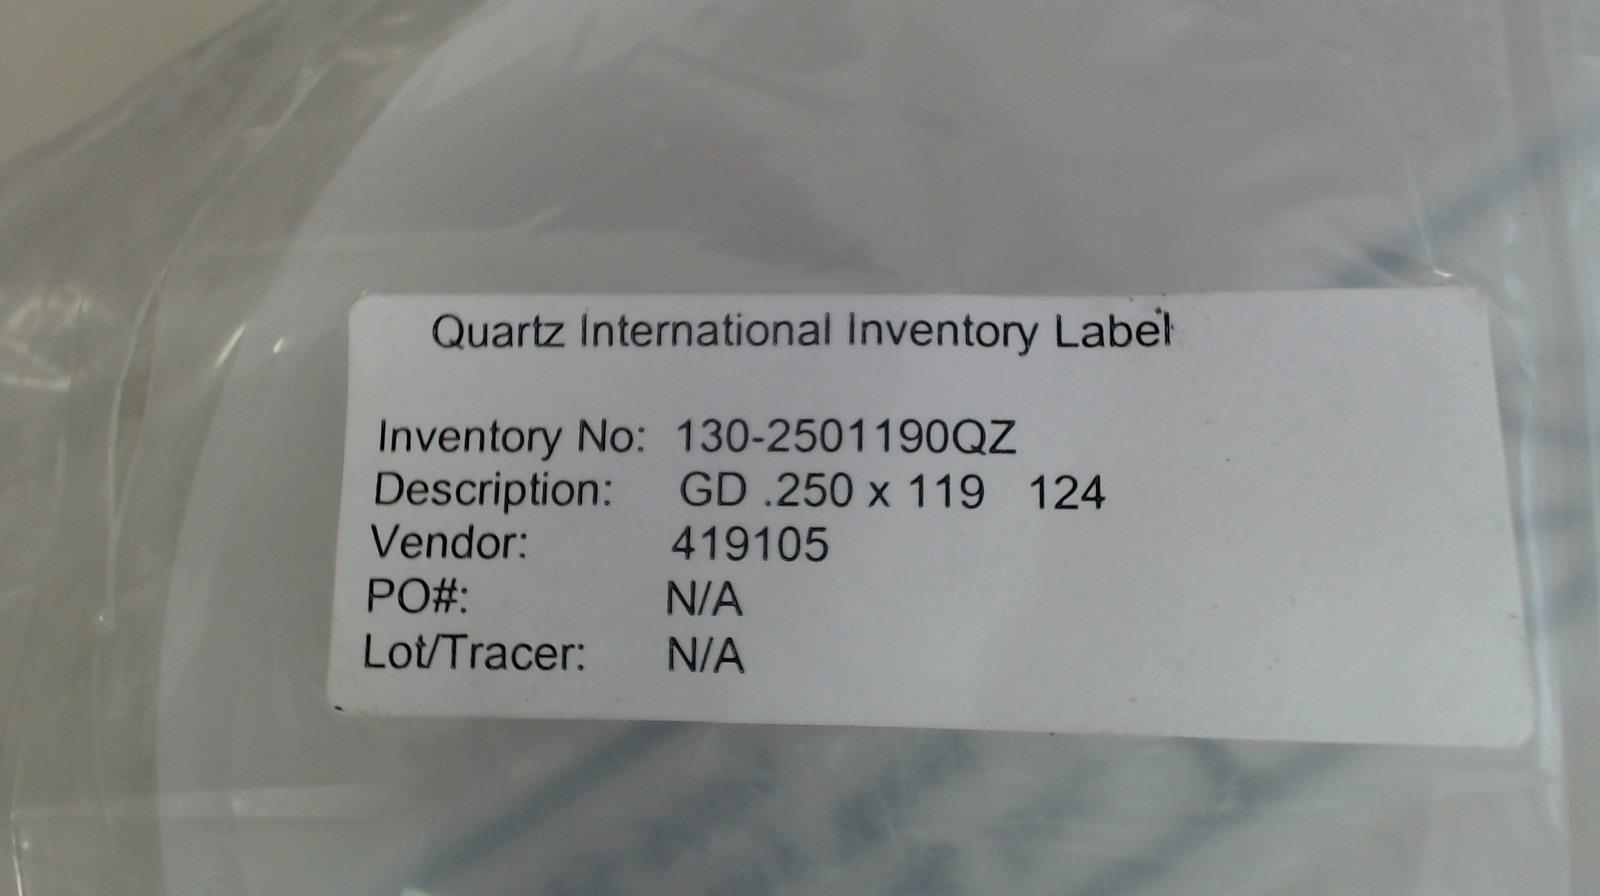 Quartz International Inventory Label
Inventory No: 130-2501190QZ
Description: GD .250 x 119 124
Vendor: 419105
PO#: N/A
Lot/Tracer: N/A